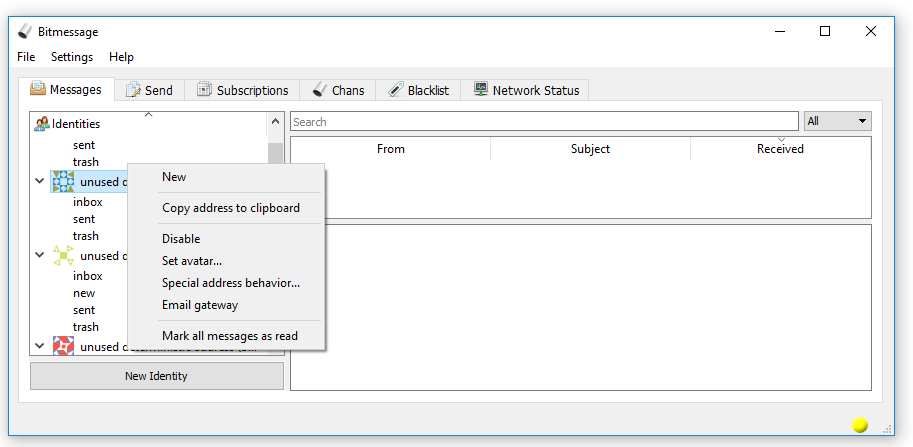 Bitmessage
File Settings Help
Messages Send Subscriptions Chans Blacklist Network Status
Identities
sent
trash
unused d
inbox
sent
trash
unused d
inbox
new
sent
trash
unused
New Identity
New
Copy address to clipboard
Disable
Set avatar...
Special address behavior...
Email gateway
Mark all messages as read
Search
All
From Subject Received